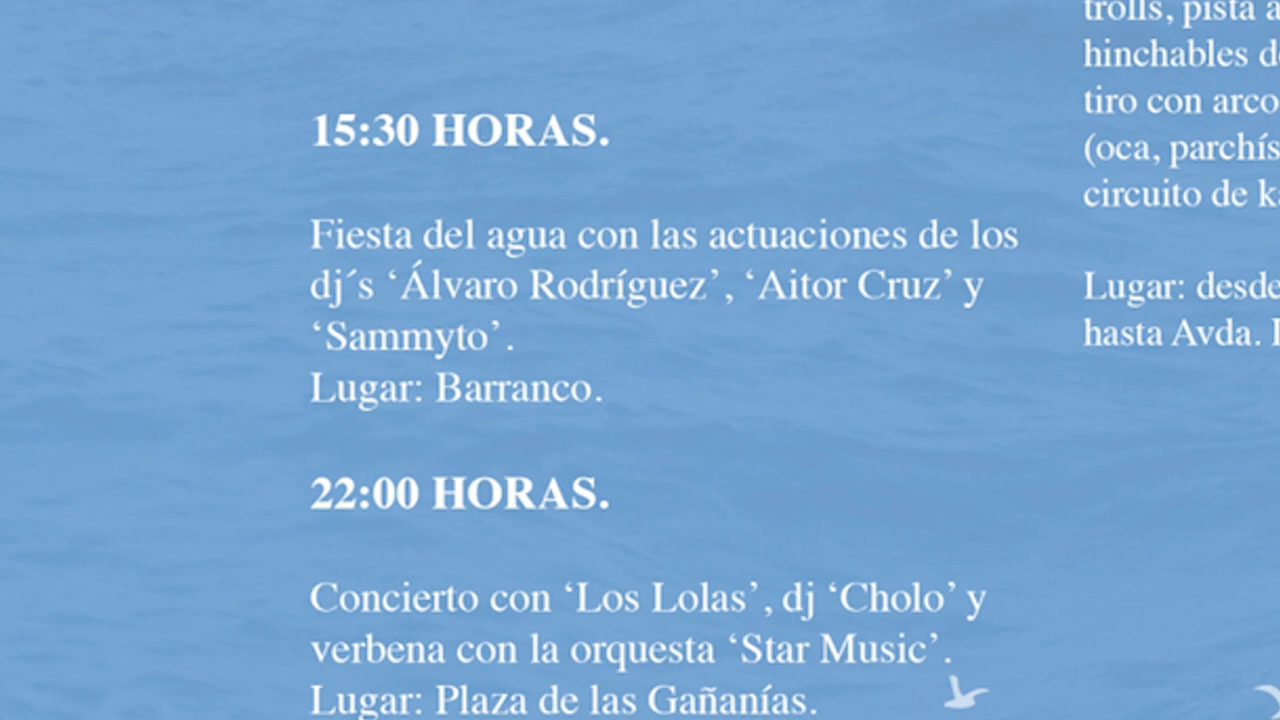 15:30 HORAS.
Fiesta del agua con las actuaciones de los
dj´s ‘Álvaro Rodríguez’, ‘Aitor Cruz’ y
‘Sammyto’.
Lugar: Barranco.
22:00 HORAS.
Concierto con ‘Los Lolas’, dj ‘Cholo’ y
verbena con la orquesta ‘Star Music’.
Lugar: Plaza de las Gañanías.
trolls, pista
hinchables
tiro con arco
(oca, parchís
circuito de
Lugar: desde
hasta Avda.